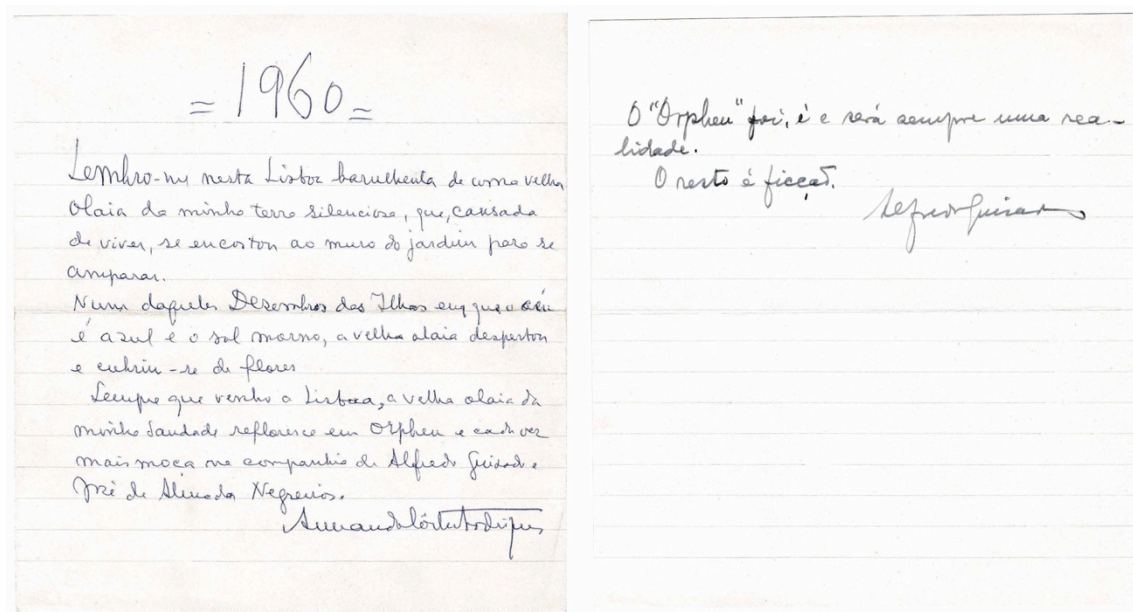 = 1960 =
Lembro-me nesta Lisboa barulhenta de uma velha
olaia da minha terra silenciosa, que, cansada
de viver, se encostou ao muro do jardim para se
amparar.
Num daqueles Dezembros das Ilhas em que o céu
é azul e o sol morno, a velha olaia despertou
e cubriu-se de flores
Sempre que venho a Lisboa, a velha olaia da
minha Saudade refloresce em Orpheu e cada vez
mais moça na companhia de Alfredo Guisado e
José de Almada Negreiros.
Armando Côrtes Rodrigues
O "Orpheu" foi, é e será sempre uma rea-
lidade.
O resto é ficção.
Alfredo Guisado